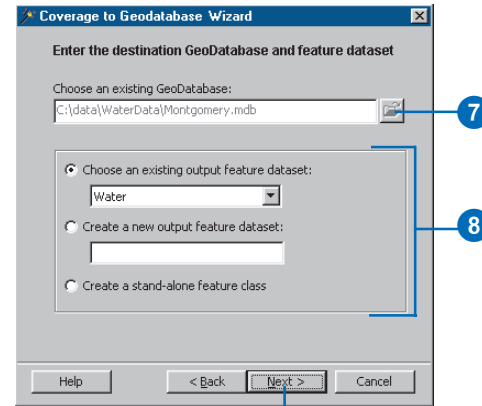 Coverage to Geodatabase Wizard
Enter the destination GeoDatabase and feature dataset
Choose an existing GeoDatabase:
C:\data\WaterData\Montgomery.mdb
7
Choose an existing output feature dataset:
Water
8
Create a new output feature dataset:
Create a stand-alone feature class
Help
< Back
Next >
Cancel